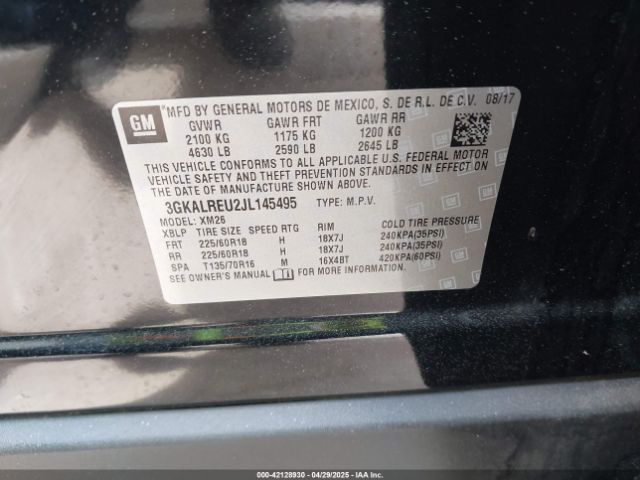 GM
"MFD BY GENERAL MOTORS DE MEXICO, S. DE R.L. DE C.V. 08/17
GVWR GAWR FRT GAWR RR
2100 KG 1175 KG 1200 KG
4630 LB 2590 LB 2645 LB
THIS VEHICLE CONFORMS TO ALL APPLICABLE U.S. FEDERAL MOTOR
VEHICLE SAFETY AND THEFT PREVENTION STANDARDS IN EFFECT ON
THE DATE OF MANUFACTURE SHOWN ABOVE.
3GKALREU2JL145495 TYPE: M.P.V.
MODEL: XM26
XBLP TIRE SIZE SPEED RTG RIM COLD TIRE PRESSURE
FRT 225/60R18 H 18X7J 240KPA(35PSI)
RR 225/60R18 H 18X7J 240KPA(35PSI)
SPA T135/70R16 M 16X4BT 420KPA(60PSI)
SEE OWNER'S MANUAL FOR MORE INFORMATION.
000-42128930 - 04/29/2025 - IAA Inc.